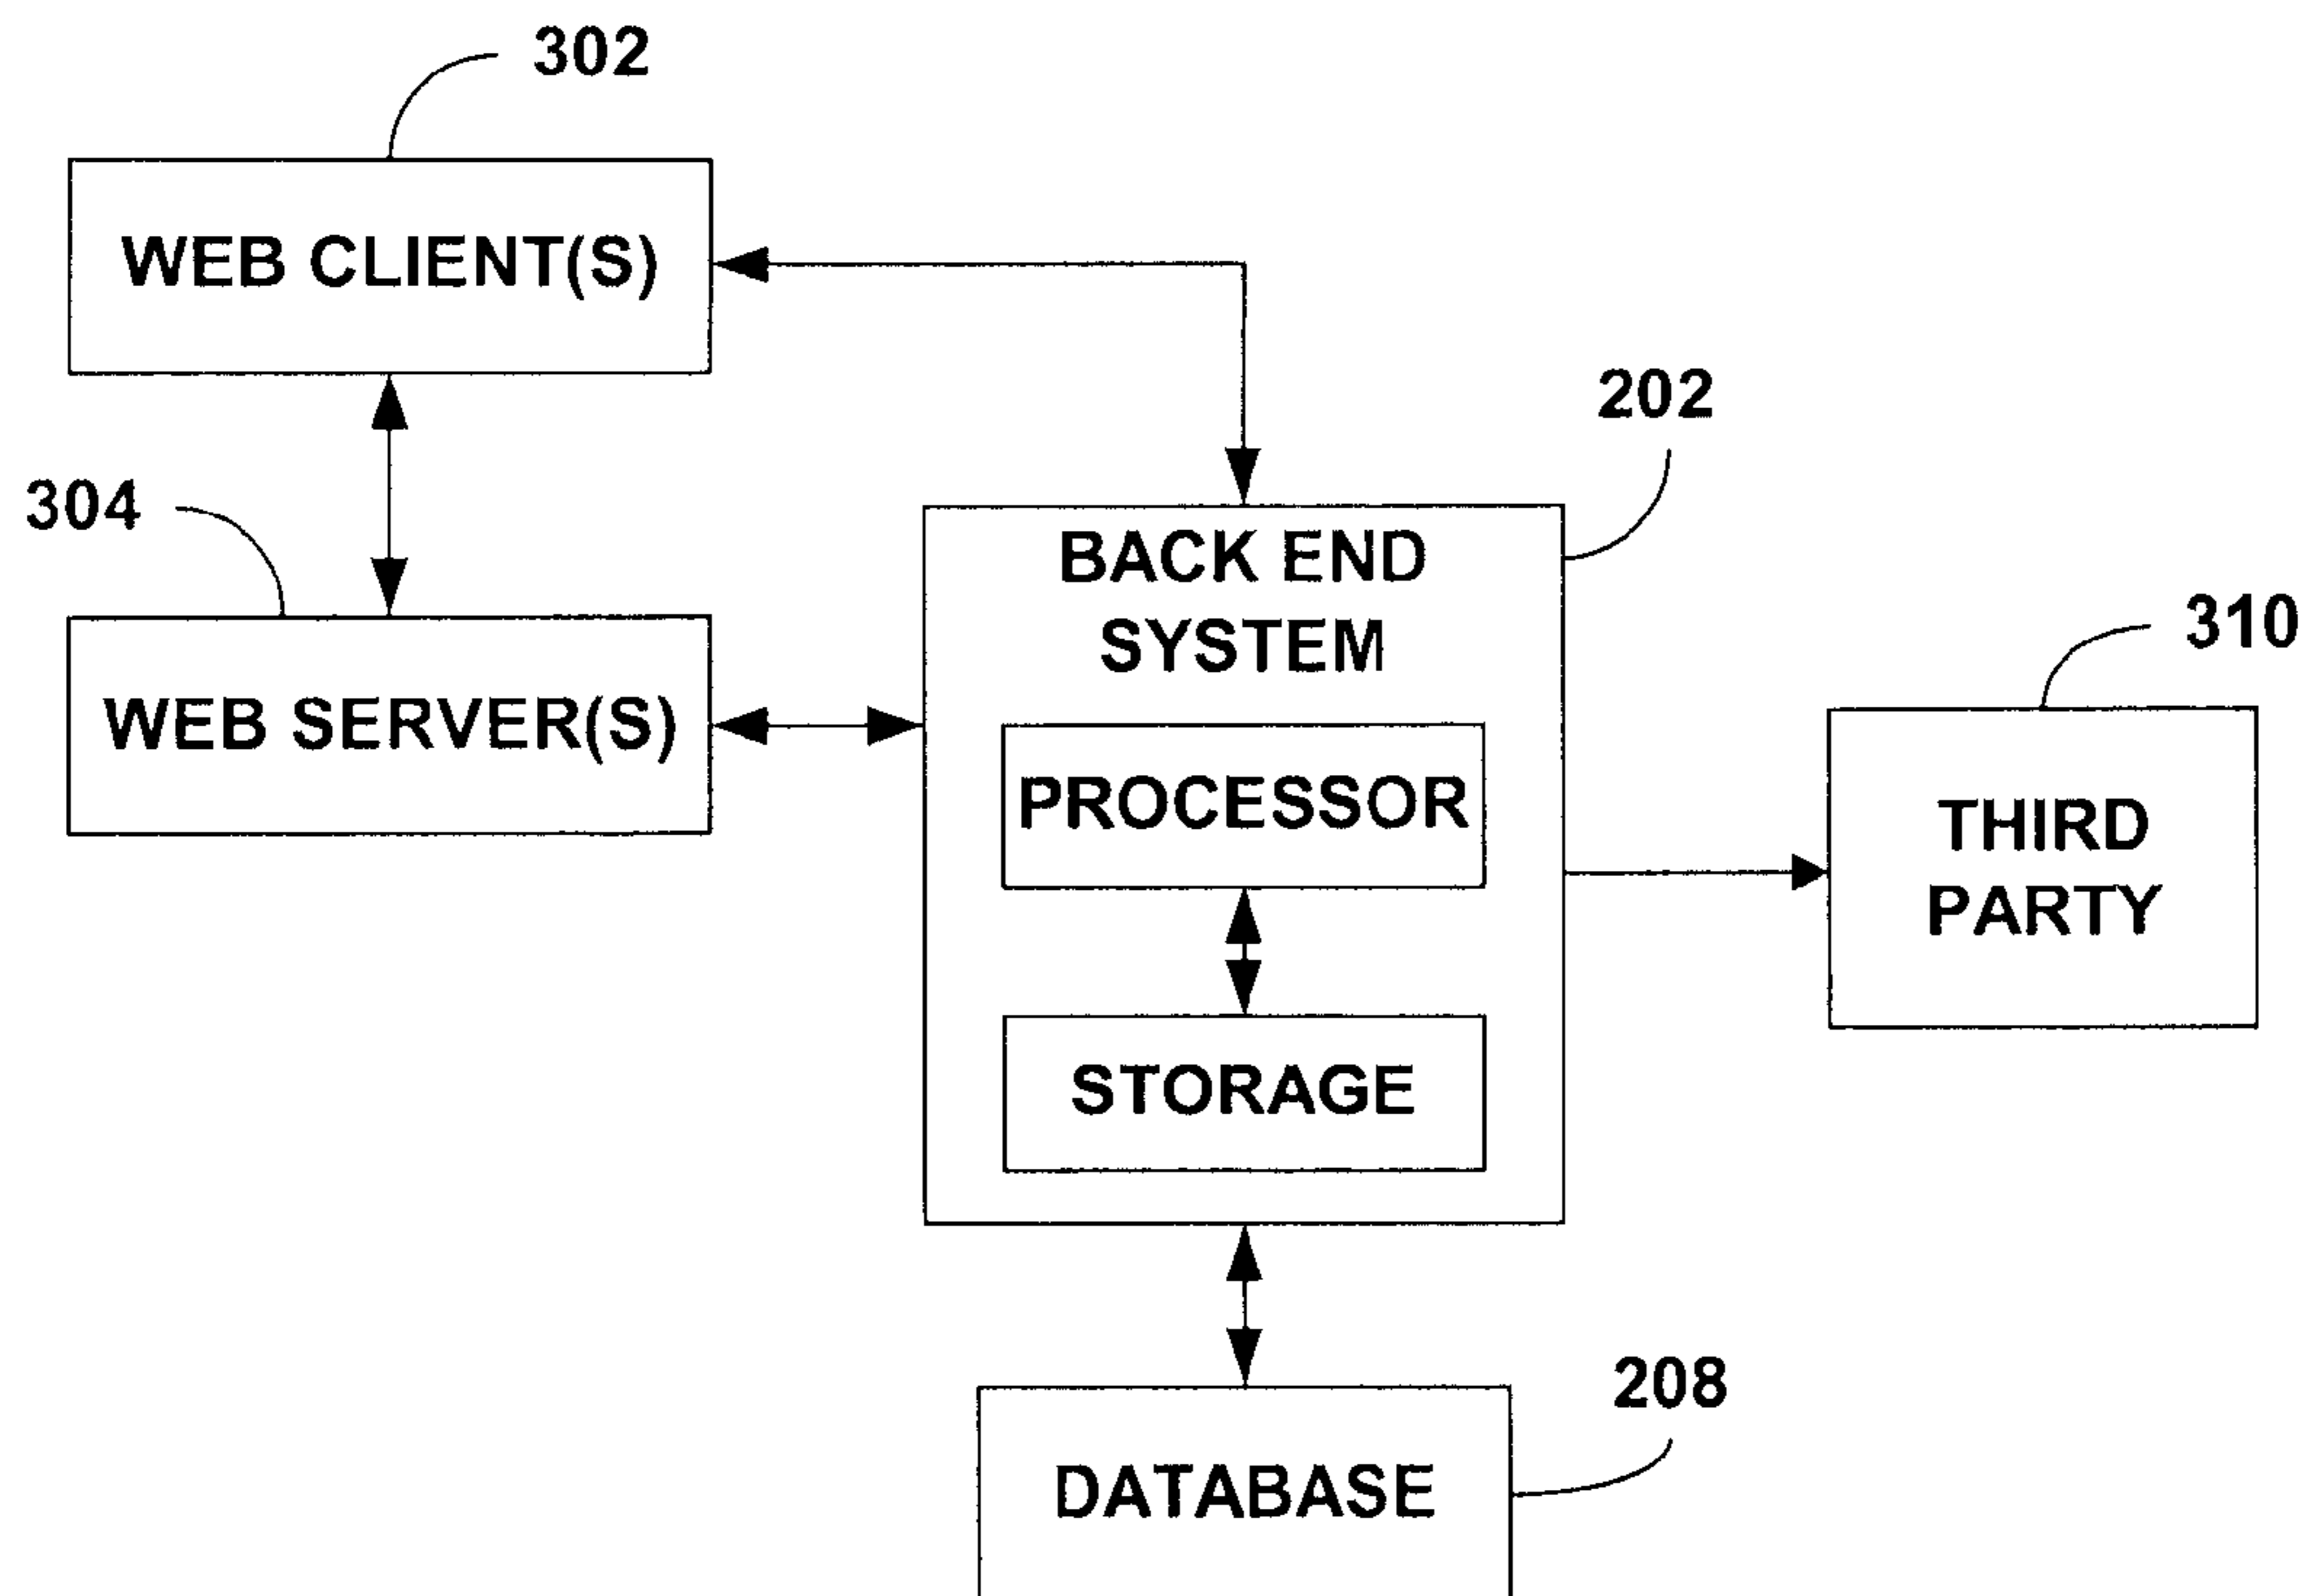 302
WEB CLIENT(S)
202
304
BACK END
SYSTEM
310
WEB SERVER(S)
PROCESSOR
THIRD
PARTY
STORAGE
208
DATABASE